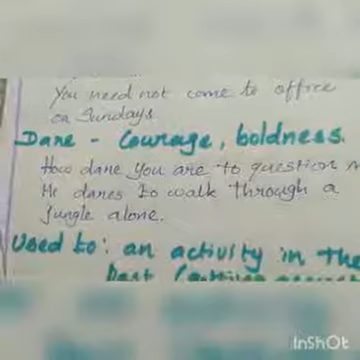 You need not come to office
on Sundays.
Dare - Courage, boldness.
How dare you are to question
He dares to walk through a
jungle alone.
Used to: an activity in the
InShOt